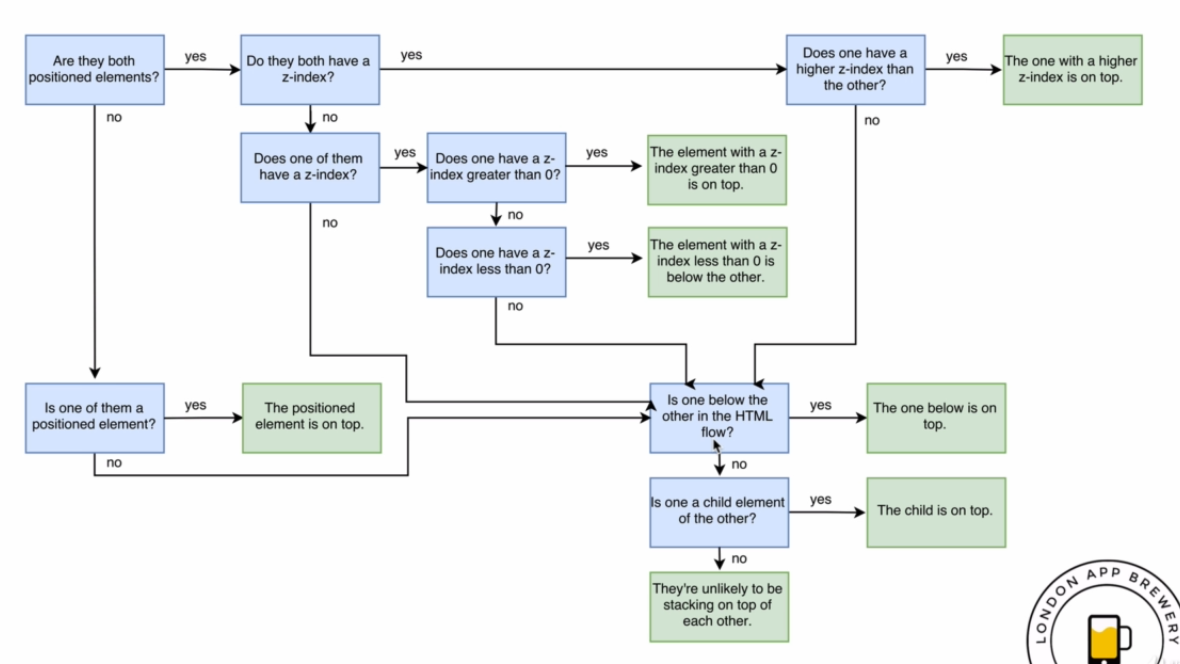 Are they both
positioned elements?
yes
Do they both have a
z-index?
yes
Does one have a
higher z-index than
the other?
yes
The one with a higher
z-index is on top.
no
no
no
Does one of them
have a z-index?
yes
Does one have a z-
index greater than 0?
yes
The element with a z-
index greater than 0
is on top.
no
no
Does one have a z-
index less than 0?
yes
The element with a z-
index less than 0 is
below the other.
no
Is one of them a
positioned element?
yes
The positioned
element is on top.
Is one below the
other in the HTML
flow?
yes
The one below is on
top.
no
no
Is one a child element
of the other?
yes
The child is on top.
no
They're unlikely to be
stacking on top of
each other.
LONDON APP BREWERY